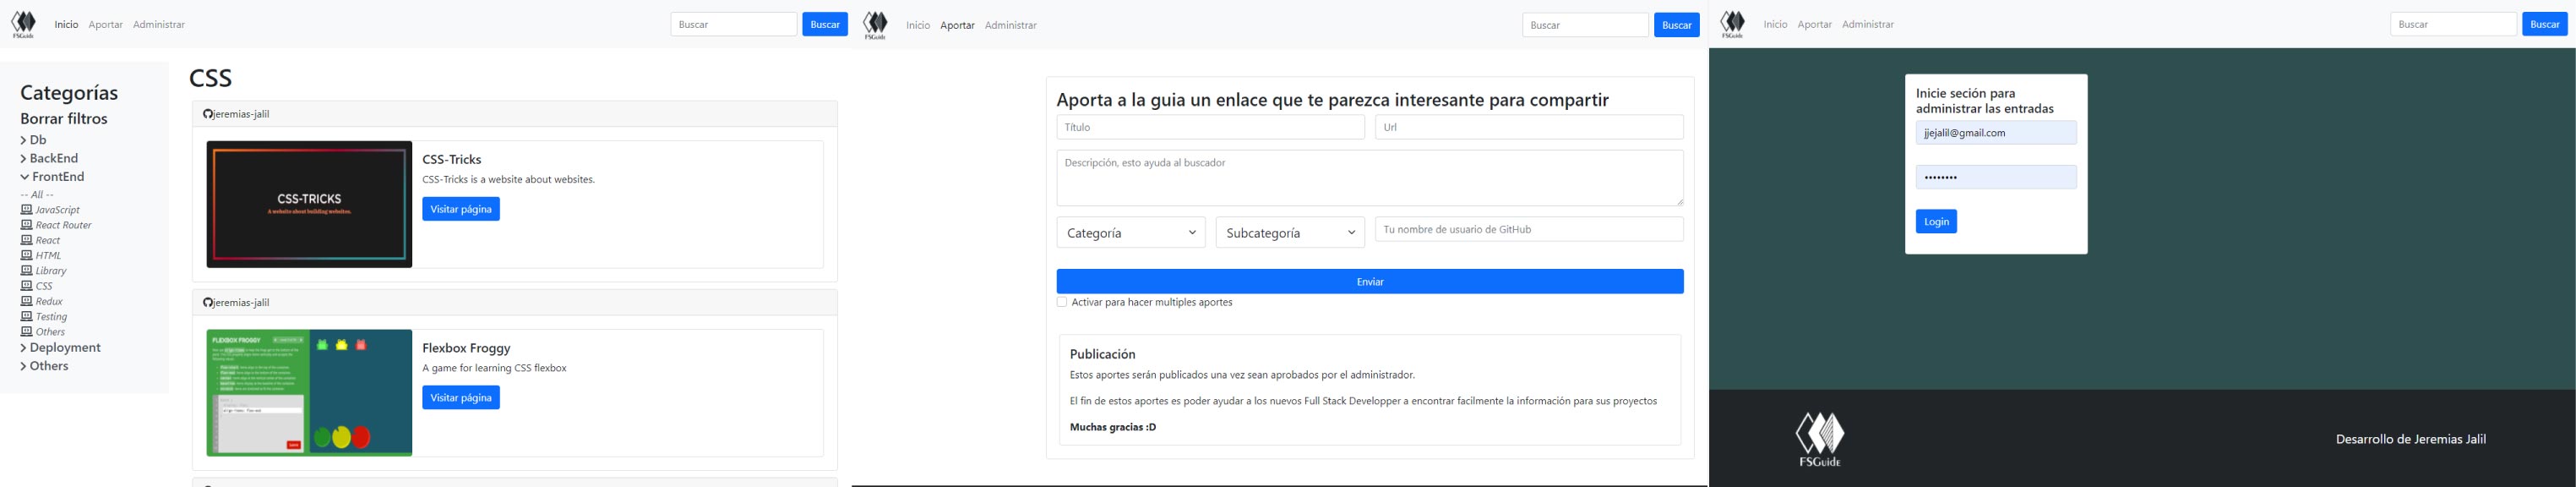 FSGuidE
Inicio Aportar Administrar
Buscar
Buscar
Categorías
Borrar filtros
Db
BackEnd
FrontEnd
-- All --
JavaScript
React Router
React
HTML
Library
CSS
Redux
Testing
Others
Deployment
Others
CSS
jeremias-jalil
CSS-TRICKS
A website about building websites.
CSS-Tricks
CSS-Tricks is a website about websites.
Visitar página
jeremias-jalil
FLEXBOX FROGGY
Flexbox Froggy
A game for learning CSS flexbox
Visitar página
FSGuidE
Inicio Aportar Administrar
Buscar
Buscar
Aporta a la guia un enlace que te parezca interesante para compartir
Título
Url
Descripción, esto ayuda al buscador
Categoría
Subcategoría
Tu nombre de usuario de GitHub
Enviar
Activar para hacer multiples aportes
Publicación
Estos aportes serán publicados una vez sean aprobados por el administrador.
El fin de estos aportes es poder ayudar a los nuevos Full Stack Developper a encontrar facilmente la información para sus proyectos
Muchas gracias :D
FSGuidE
Inicio Aportar Administrar
Buscar
Buscar
Inicie seción para
administrar las entradas
jjejalil@gmail.com
••••••••
Login
FSGuidE
Desarrollo de Jeremias Jalil